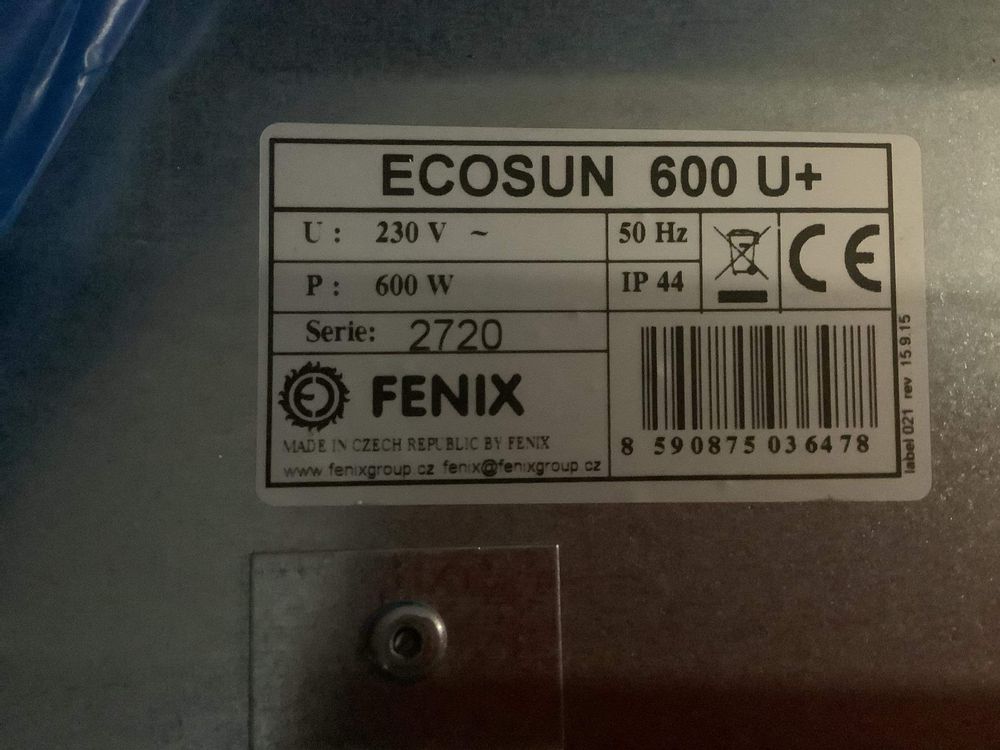 ECOSUN 600 U+
U : 230 V ~
50 Hz
P : 600 W
IP 44
CE
Serie: 2720
FENIX
MADE IN CZECH REPUBLIC BY FENIX
www.fenixgroup.cz fenix@fenixgroup.cz
8 590875 036478
label 021 rev 15.9.15